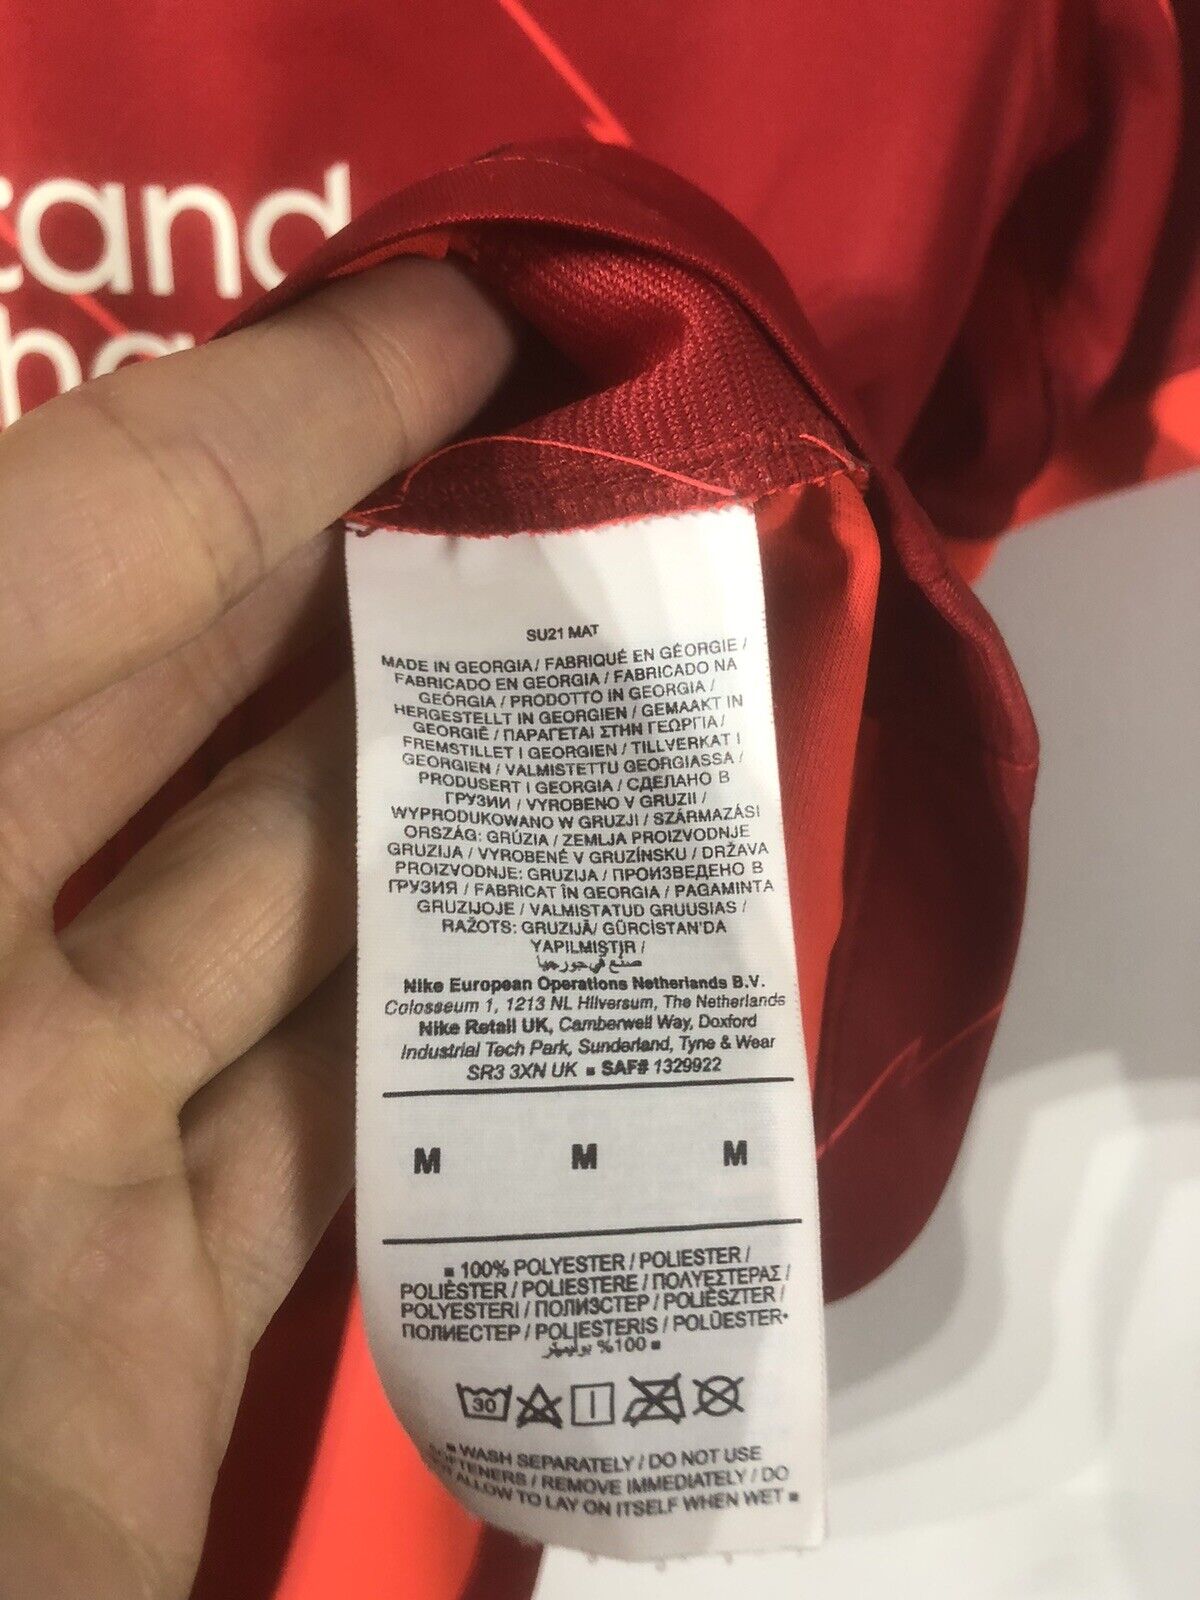 tand
ha
SU21 MAT
MADE IN GEORGIA / FABRIQUÉ EN GÉORGIE /
FABRICADO EN GEORGIA / FABRICADO NA
GEÓRGIA / PRODOTTO IN GEORGIA /
HERGESTELLT IN GEORGIEN / GEMAAKT IN
GEORGIË / ΠΑΡΑΓΕΤΑΙ ΣΤΗΝ ΓΕΩΡΓΙΑ /
FREMSTILLET I GEORGIEN / TILLVERKAT I
GEORGIEN / VALMISTETTU GEORGIASSA /
PRODUSERT I GEORGIA / СДЕЛАНО В
ГРУЗИИ / VYROBENO V GRUZII /
WYPRODUKOWANO W GRUZJI / SZÁRMAZÁSI
ORSZÁG: GRÚZIA / ZEMLJA PROIZVODNJE
GRUZIJA / VYROBENÉ V GRUZÍNSKU / DRŽAVA
PROIZVODNJE: GRUZIJA / ПРОИЗВЕДЕНО В
ГРУЗИЯ / FABRICAT ÎN GEORGIA / PAGAMINTA
GRUZIJOJE / VALMISTATUD GRUUSIAS /
RAŽOTS: GRUZIJĀ/ GÜRCİSTAN'DA
YAPILMIŞTIR /
صنع في جورجيا
Nike European Operations Netherlands B.V.
Colosseum 1, 1213 NL Hilversum, The Netherlands
Nike Retail UK, Camberwell Way, Doxford
Industrial Tech Park, Sunderland, Tyne & Wear
SR3 3XN UK ■ SAF# 1329922
M M M
■ 100% POLYESTER / POLIESTER /
POLIÈSTER / POLIESTERE / ΠΟΛΥΕΣΤΕΡΑΣ /
POLYESTERI / ПОЛИЭСТЕР / POLIÉSZTER /
ПОЛИЕСТЕР / POLIESTERIS / POLÜESTER
%100 بوليستر ■
30
■ WASH SEPARATELY / DO NOT USE
SOFTENERS / REMOVE IMMEDIATELY / DO
ALLOW TO LAY ON ITSELF WHEN WET ■